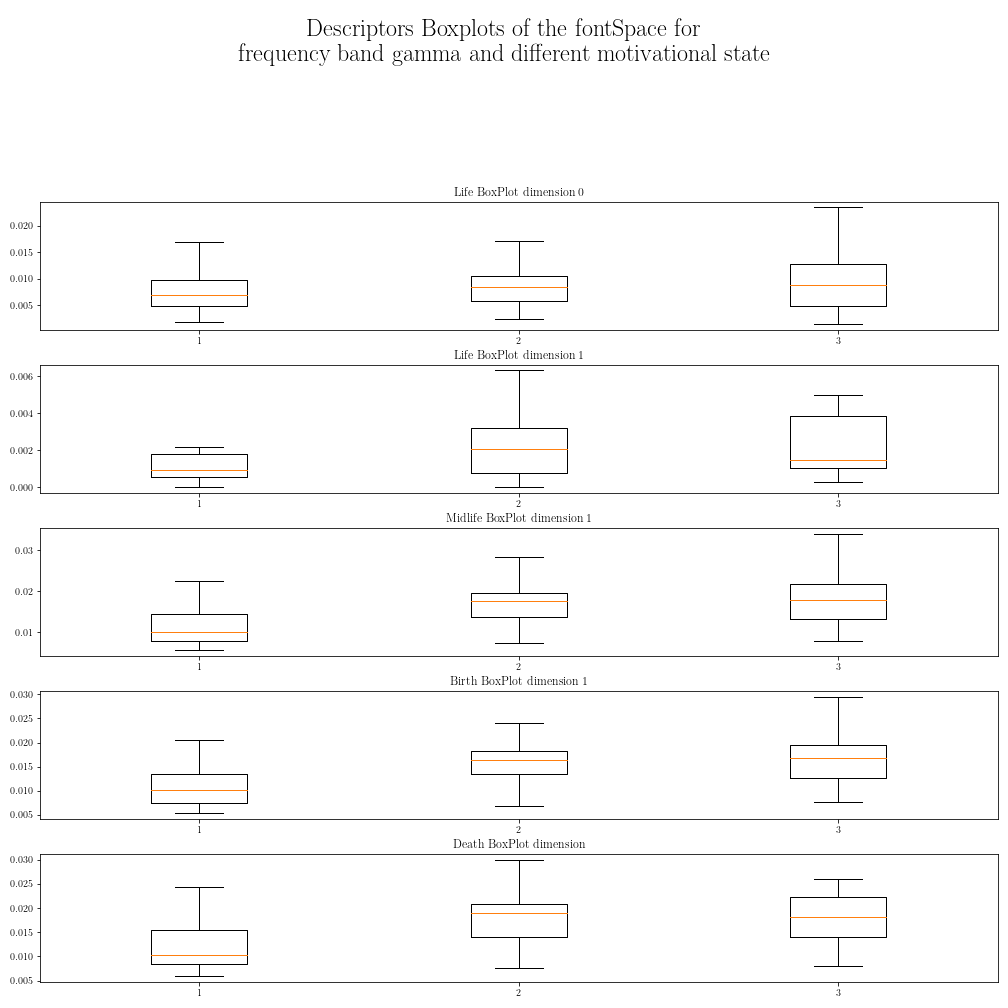 Descriptors Boxplots of the fontSpace for
frequency band gamma and different motivational state
Life BoxPlot dimension 0
0.020
0.015
0.010
0.005
1 2 3
Life BoxPlot dimension 1
0.006
0.004
0.002
0.000
1 2 3
Midlife BoxPlot dimension 1
0.03
0.02
0.01
1 2 3
Birth BoxPlot dimension 1
0.030
0.025
0.020
0.015
0.010
0.005
1 2 3
Death BoxPlot dimension
0.030
0.025
0.020
0.015
0.010
0.005
1 2 3